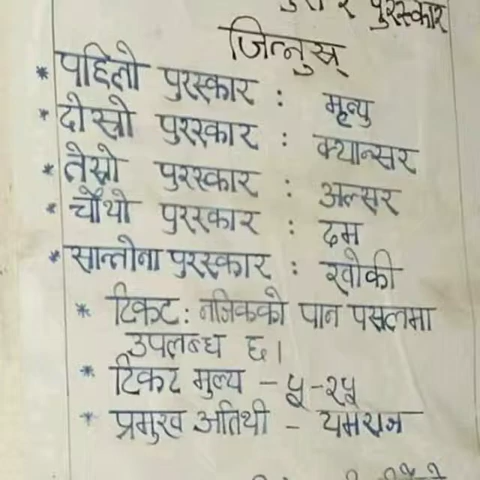 पुरस्कार
जित्नुस्
* पहिलो पुरस्कार : मृत्यु
* दोस्रो पुरस्कार : क्यान्सर
* तेस्रो पुरस्कार : अल्सर
* चौथो पुरस्कार : दम
* सान्तोना पुरस्कार : खोकी
* टिकट : नजिकको पान पसलमा
उपलब्ध छ।
* टिकट मुल्य - ५-२५
* प्रमुख अतिथी - यमराज